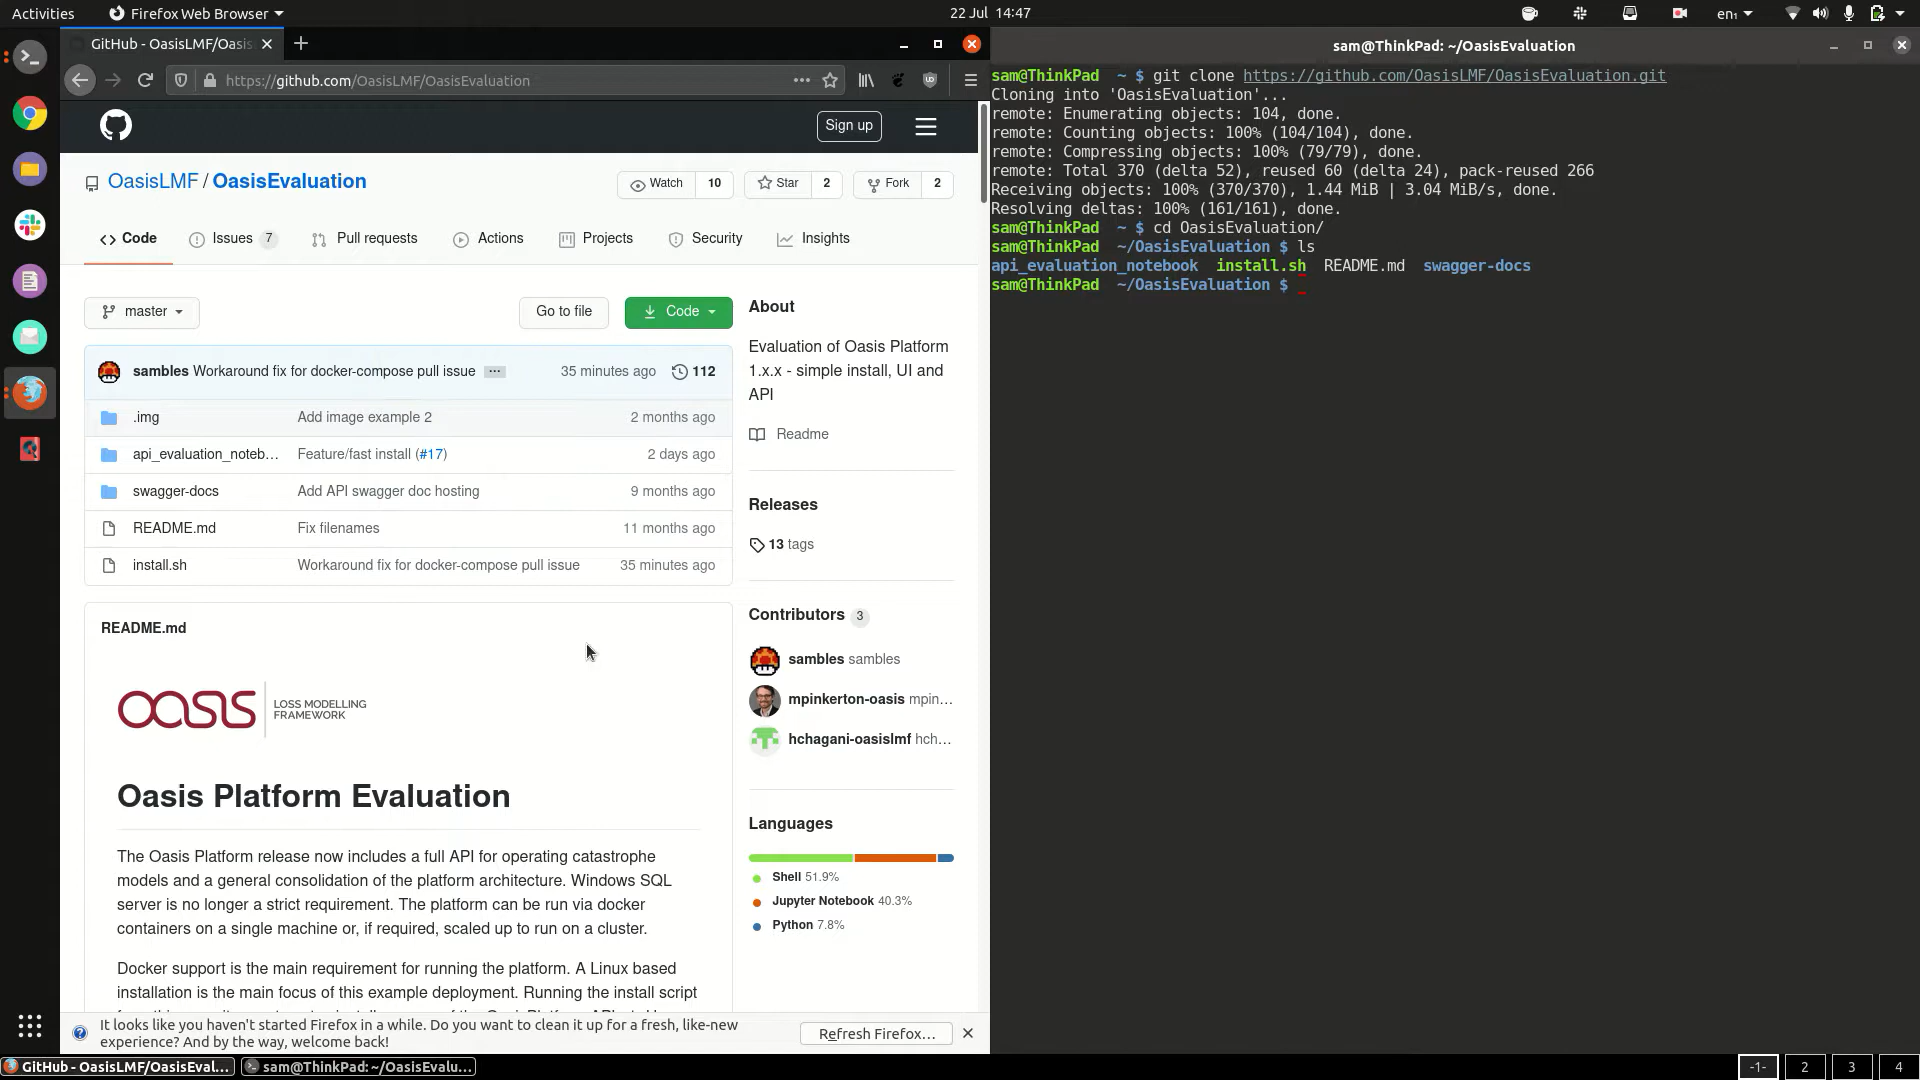 Activities
Firefox Web Browser
22 Jul 14:47
en₁
GitHub - OasisLMF/Oasis
https://github.com/OasisLMF/OasisEvaluation
Sign up
OasisLMF / OasisEvaluation
Watch 10
Star 2
Fork 2
Code
Issues 7
Pull requests
Actions
Projects
Security
Insights
master
Go to file
Code
sambles Workaround fix for docker-compose pull issue ... 35 minutes ago 112
.img Add image example 2 2 months ago
api_evaluation_noteb... Feature/fast install (#17) 2 days ago
swagger-docs Add API swagger doc hosting 9 months ago
README.md Fix filenames 11 months ago
install.sh Workaround fix for docker-compose pull issue 35 minutes ago
README.md
OASIS
LOSS MODELLING
FRAMEWORK
Oasis Platform Evaluation
The Oasis Platform release now includes a full API for operating catastrophe
models and a general consolidation of the platform architecture. Windows SQL
server is no longer a strict requirement. The platform can be run via docker
containers on a single machine or, if required, scaled up to run on a cluster.
Docker support is the main requirement for running the platform. A Linux based
installation is the main focus of this example deployment. Running the install script
About
Evaluation of Oasis Platform
1.x.x - simple install, UI and
API
Readme
Releases
13 tags
Contributors 3
sambles sambles
mpinkerton-oasis mpin...
hchagani-oasislmf hch...
Languages
Shell 51.9%
Jupyter Notebook 40.3%
Python 7.8%
It looks like you haven't started Firefox in a while. Do you want to clean it up for a fresh, like-new
experience? And by the way, welcome back!
Refresh Firefox...
sam@ThinkPad: ~/OasisEvaluation
sam@ThinkPad ~ $ git clone https://github.com/OasisLMF/OasisEvaluation.git
Cloning into 'OasisEvaluation'...
remote: Enumerating objects: 104, done.
remote: Counting objects: 100% (104/104), done.
remote: Compressing objects: 100% (79/79), done.
remote: Total 370 (delta 52), reused 60 (delta 24), pack-reused 266
Receiving objects: 100% (370/370), 1.44 MiB | 3.04 MiB/s, done.
Resolving deltas: 100% (161/161), done.
sam@ThinkPad ~ $ cd OasisEvaluation/
sam@ThinkPad ~/OasisEvaluation $ ls
api_evaluation_notebook install.sh README.md swagger-docs
sam@ThinkPad ~/OasisEvaluation $
GitHub - OasisLMF/OasisEval...
sam@ThinkPad: ~/OasisEvalu...
-1-
2
3
4